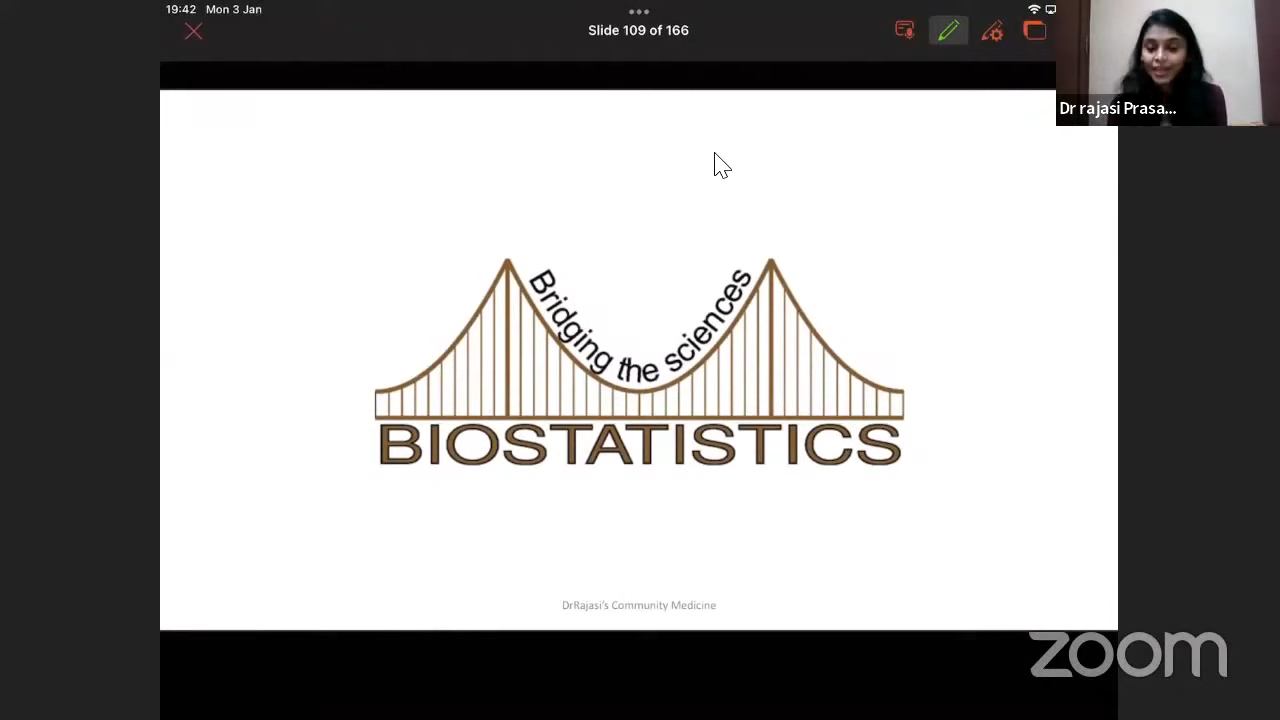 19:42 Mon 3 Jan
Slide 109 of 166
Dr rajasi Prasa...
Bridging the sciences
BIOSTATISTICS
DrRajasi's Community Medicine
zoom